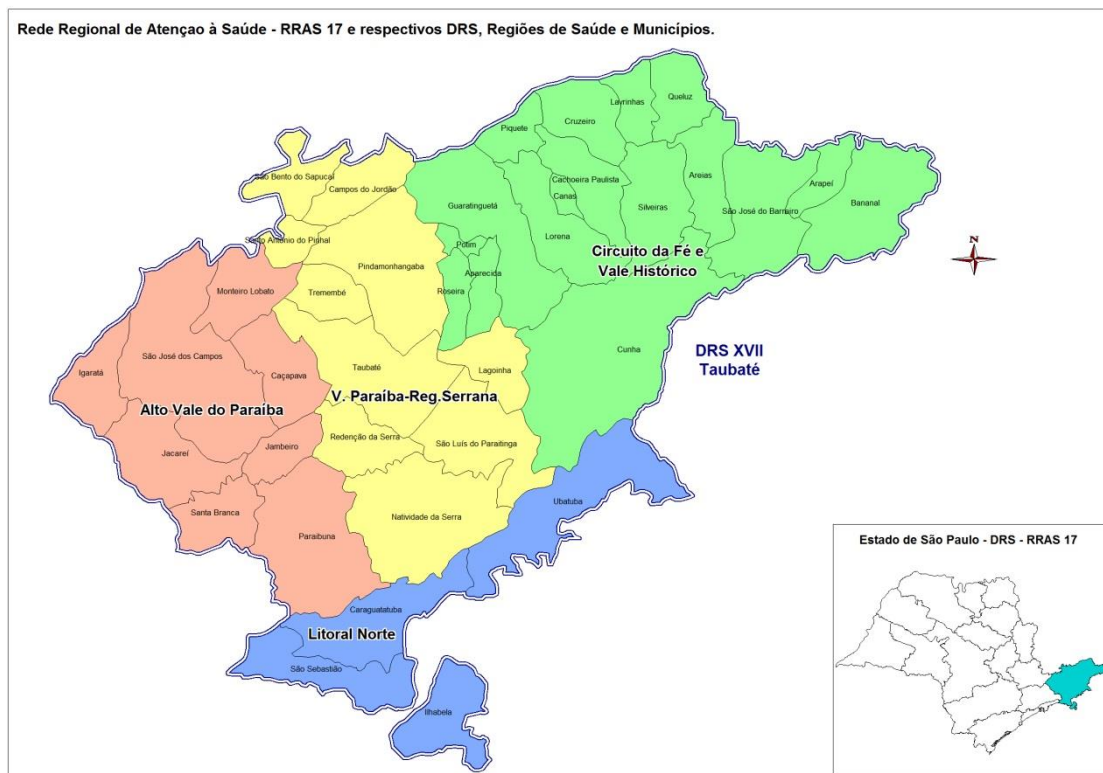 Rede Regional de Atençao à Saúde - RRAS 17 e respectivos DRS, Regiões de Saúde e Municípios.
Queluz
Lavrinhas
Cruzeiro
Piquete
São Bento do Sapucaí
Campos do Jordão
Cachoeira Paulista
Canas
Areias
Arapeí
Bananal
Guaratinguetá
Silveiras
São José do Barreiro
Lorena
Santo Antônio do Pinhal
Potim
Aparecida
Circuito da Fé e
Vale Histórico
Pindamonhangaba
Roseira
Monteiro Lobato
Tremembé
N
Cunha
DRS XVII
Taubaté
São José dos Campos
Igaratá
Caçapava
Taubaté
Lagoinha
V. Paraíba-Reg.Serrana
Alto Vale do Paraíba
Redenção da Serra
São Luís do Paraitinga
Jambeiro
Jacareí
Ubatuba
Santa Branca
Natividade da Serra
Paraibuna
Caraguatatuba
Litoral Norte
São Sebastião
Ilhabela
Estado de São Paulo - DRS - RRAS 17